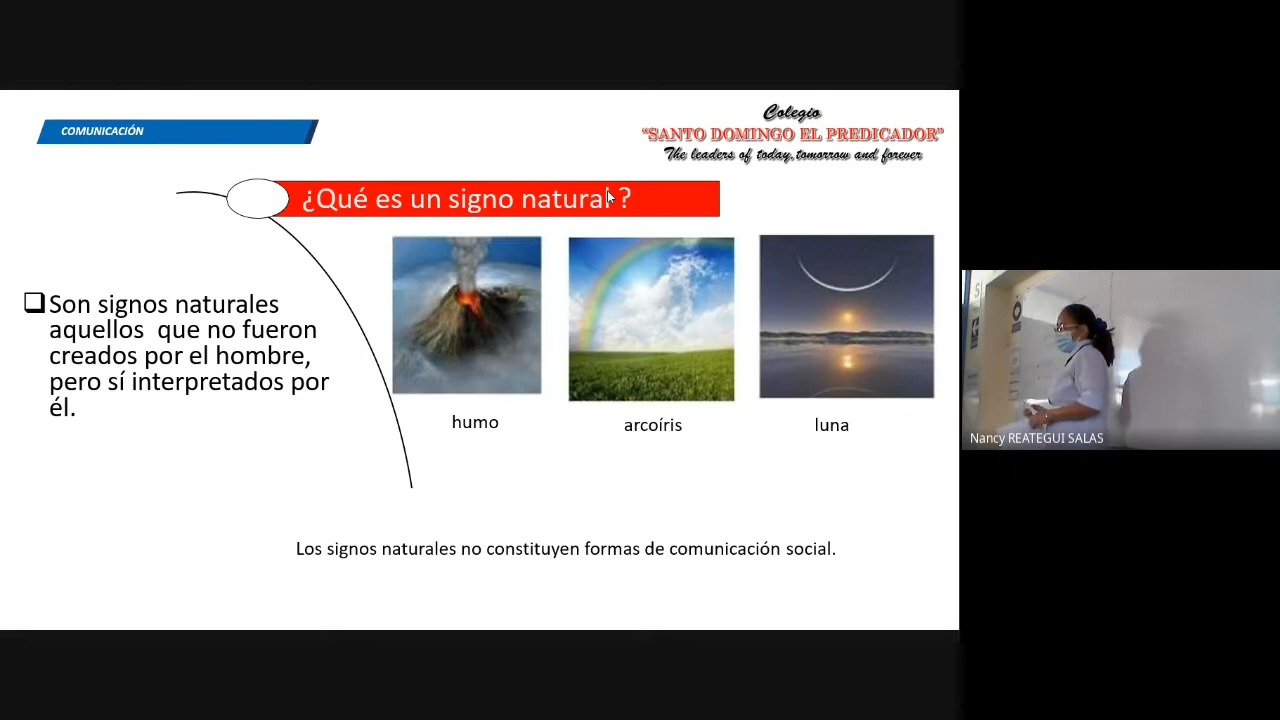 COMUNICACIÓN
Colegio
“SANTO DOMINGO EL PREDICADOR”
The leaders of today, tomorrow and forever
¿Qué es un signo natural ?
Son signos naturales
aquellos que no fueron
creados por el hombre,
pero sí interpretados por
él.
humo
arcoíris
luna
Los signos naturales no constituyen formas de comunicación social.
Nancy REATEGUI SALAS